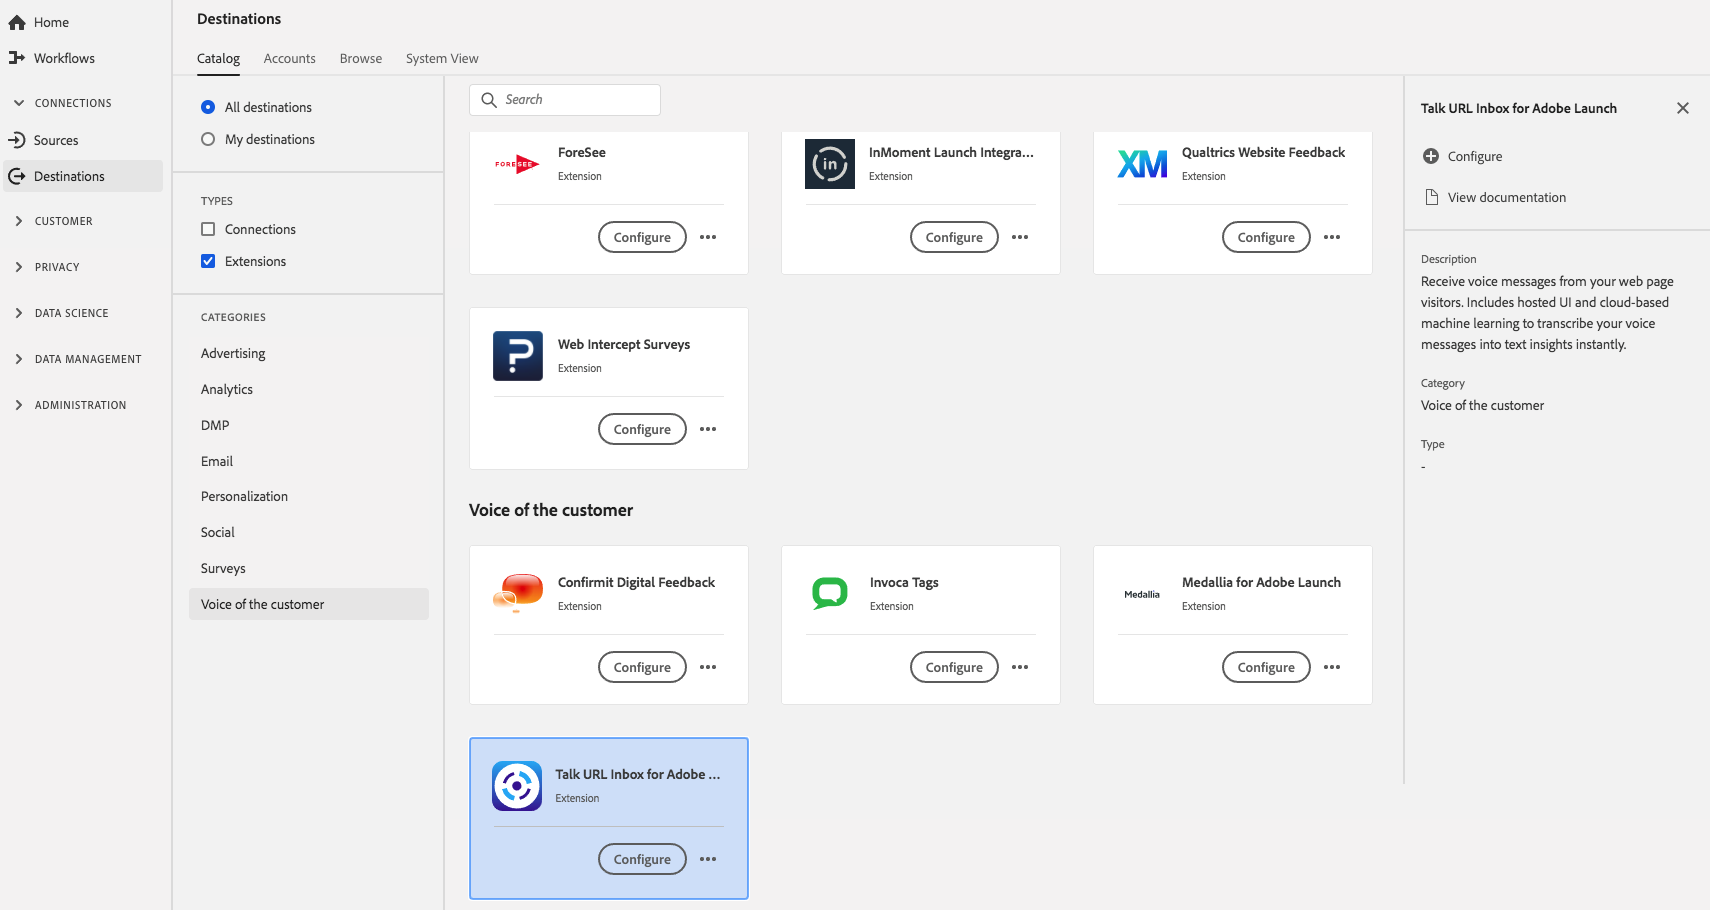 Home
Workflows
CONNECTIONS
Sources
Destinations
CUSTOMER
PRIVACY
DATA SCIENCE
DATA MANAGEMENT
ADMINISTRATION
Destinations
Catalog Accounts Browse System View
All destinations
My destinations
TYPES
Connections
Extensions
CATEGORIES
Advertising
Analytics
DMP
Email
Personalization
Social
Surveys
Voice of the customer
Search
FORESEE
ForeSee
Extension
Configure
in
InMoment Launch Integra...
Extension
Configure
XM
Qualtrics Website Feedback
Extension
Configure
Web Intercept Surveys
Extension
Configure
Voice of the customer
Confirmit Digital Feedback
Extension
Configure
Invoca Tags
Extension
Configure
Medallia
Medallia for Adobe Launch
Extension
Configure
Talk URL Inbox for Adobe ...
Extension
Configure
Talk URL Inbox for Adobe Launch
Configure
View documentation
Description
Receive voice messages from your web page
visitors. Includes hosted UI and cloud-based
machine learning to transcribe your voice
messages into text insights instantly.
Category
Voice of the customer
Type
-